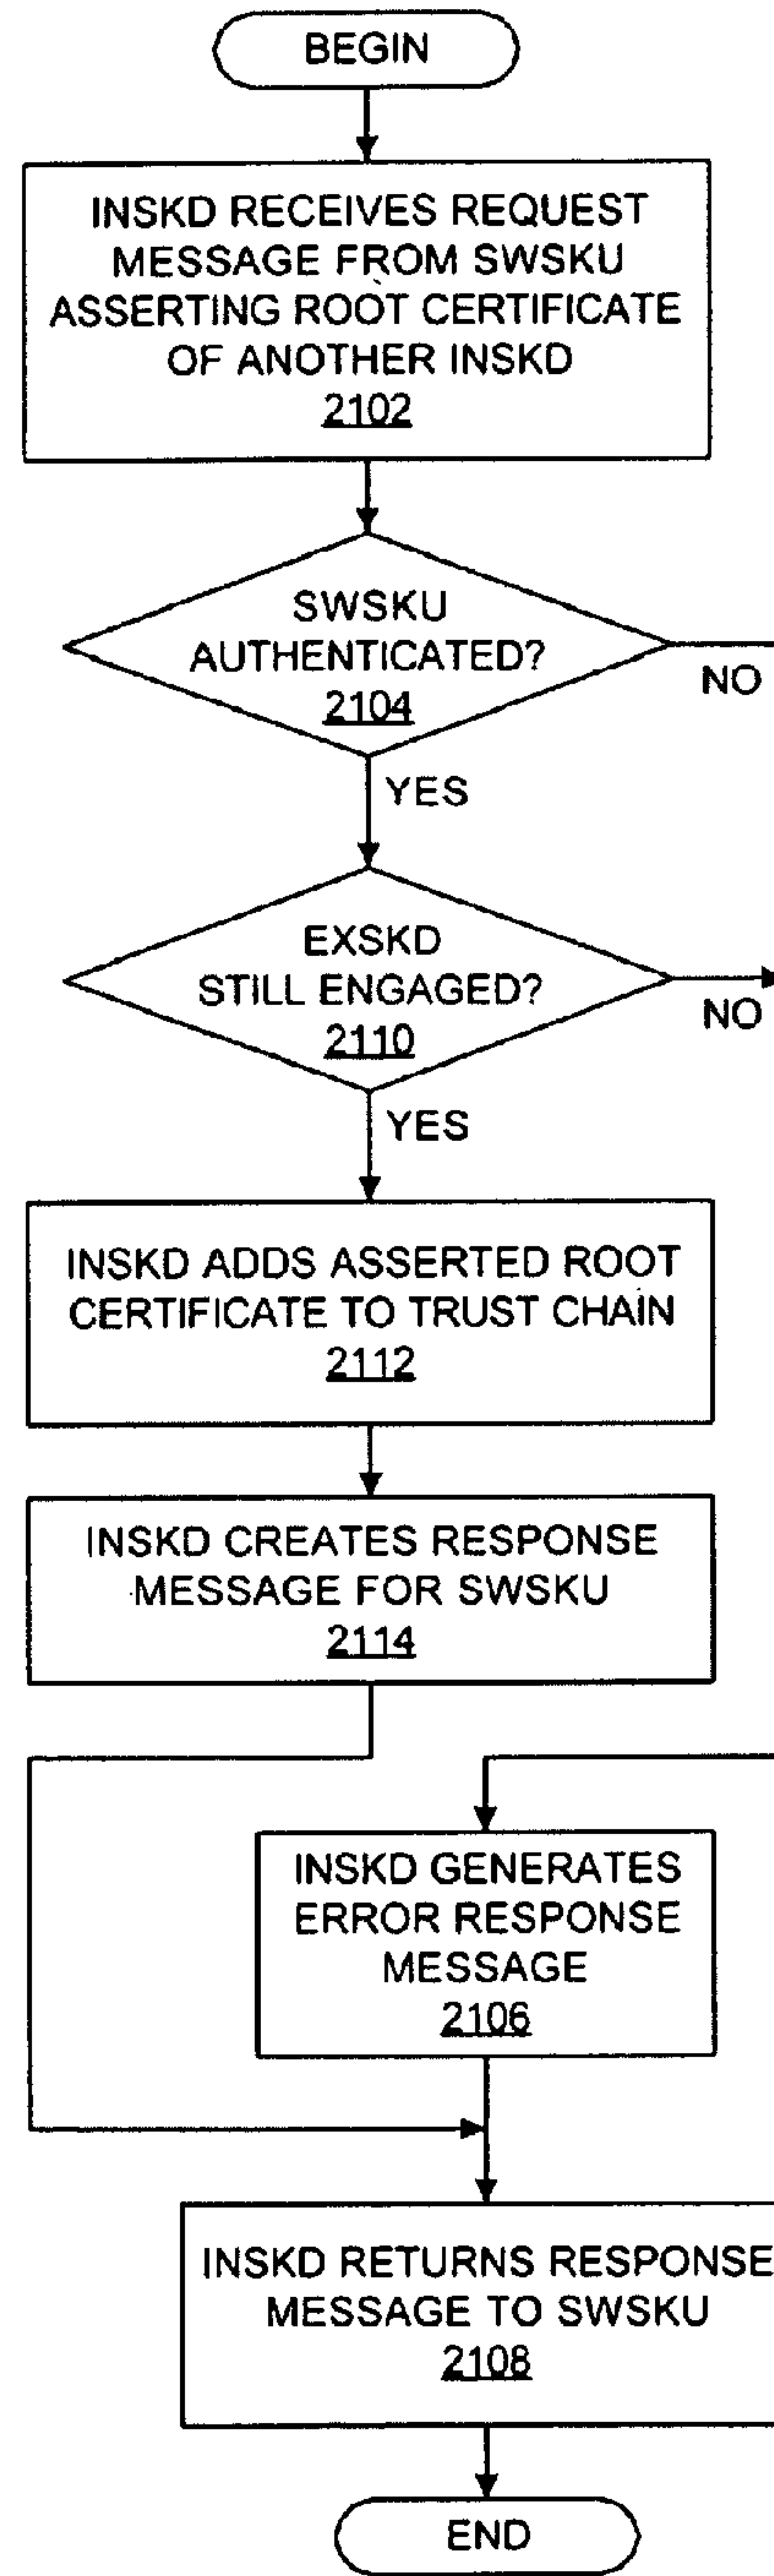 BEGIN
INSKD RECEIVES REQUEST
MESSAGE FROM SWSKU
ASSERTING ROOT CERTIFICATE
OF ANOTHER INSKD
2102
SWSKU
AUTHENTICATED?
2104
NO
YES
EXSKD
STILL ENGAGED?
2110
NO
YES
INSKD ADDS ASSERTED ROOT
CERTIFICATE TO TRUST CHAIN
2112
INSKD CREATES RESPONSE
MESSAGE FOR SWSKU
2114
INSKD GENERATES
ERROR RESPONSE
MESSAGE
2106
INSKD RETURNS RESPONSE
MESSAGE TO SWSKU
2108
END